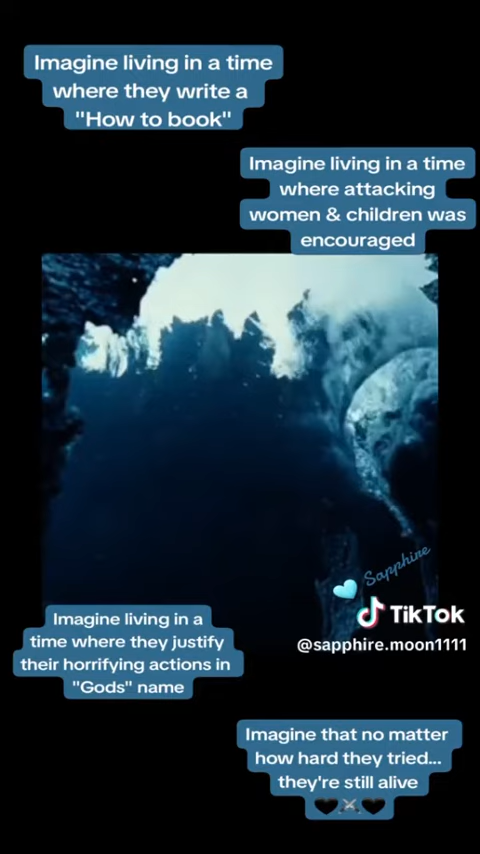 Imagine living in a time
where they write a
"How to book"
Imagine living in a time
where attacking
women & children was
encouraged
Sapphire
TikTok
@sapphire.moon1111
Imagine living in a
time where they justify
their horrifying actions in
"Gods" name
Imagine that no matter
how hard they tried...
they're still alive
🖤⚔️🖤